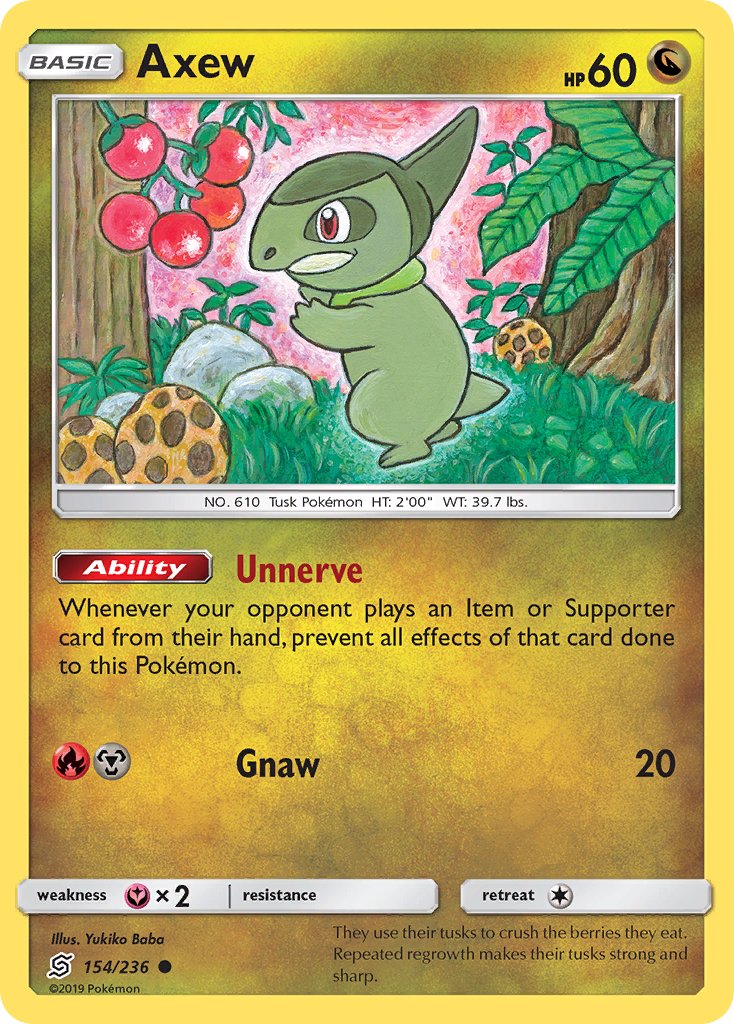 BASIC Axew HP60
NO. 610 Tusk Pokémon HT: 2'00" WT: 39.7 lbs.
Ability Unnerve
Whenever your opponent plays an Item or Supporter
card from their hand, prevent all effects of that card done
to this Pokémon.
Gnaw 20
weakness ×2 resistance retreat
Illus. Yukiko Baba
154/236
©2019 Pokémon
They use their tusks to crush the berries they eat.
Repeated regrowth makes their tusks strong and
sharp.